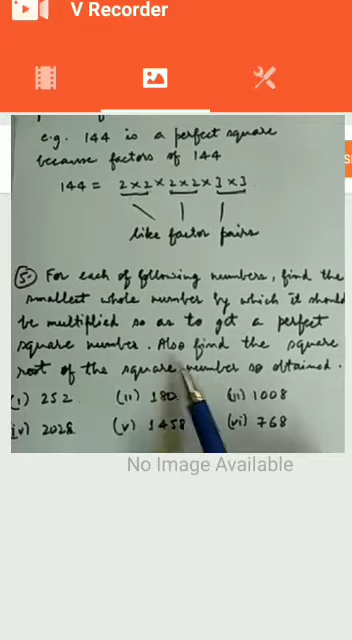 V Recorder
e.g. 144 is a perfect square
because factors of 144
144 = 2×2 × 2×2 × 3×3
like factor pairs
(5) For each of following numbers, find the
smallest whole number by which it should
be multiplied so as to get a perfect
square number. Also find the square
root of the square number so obtained.
(i) 252 (ii) 180 (iii) 1008
iv) 2028 (v) 1458 (vi) 768
No Image Available